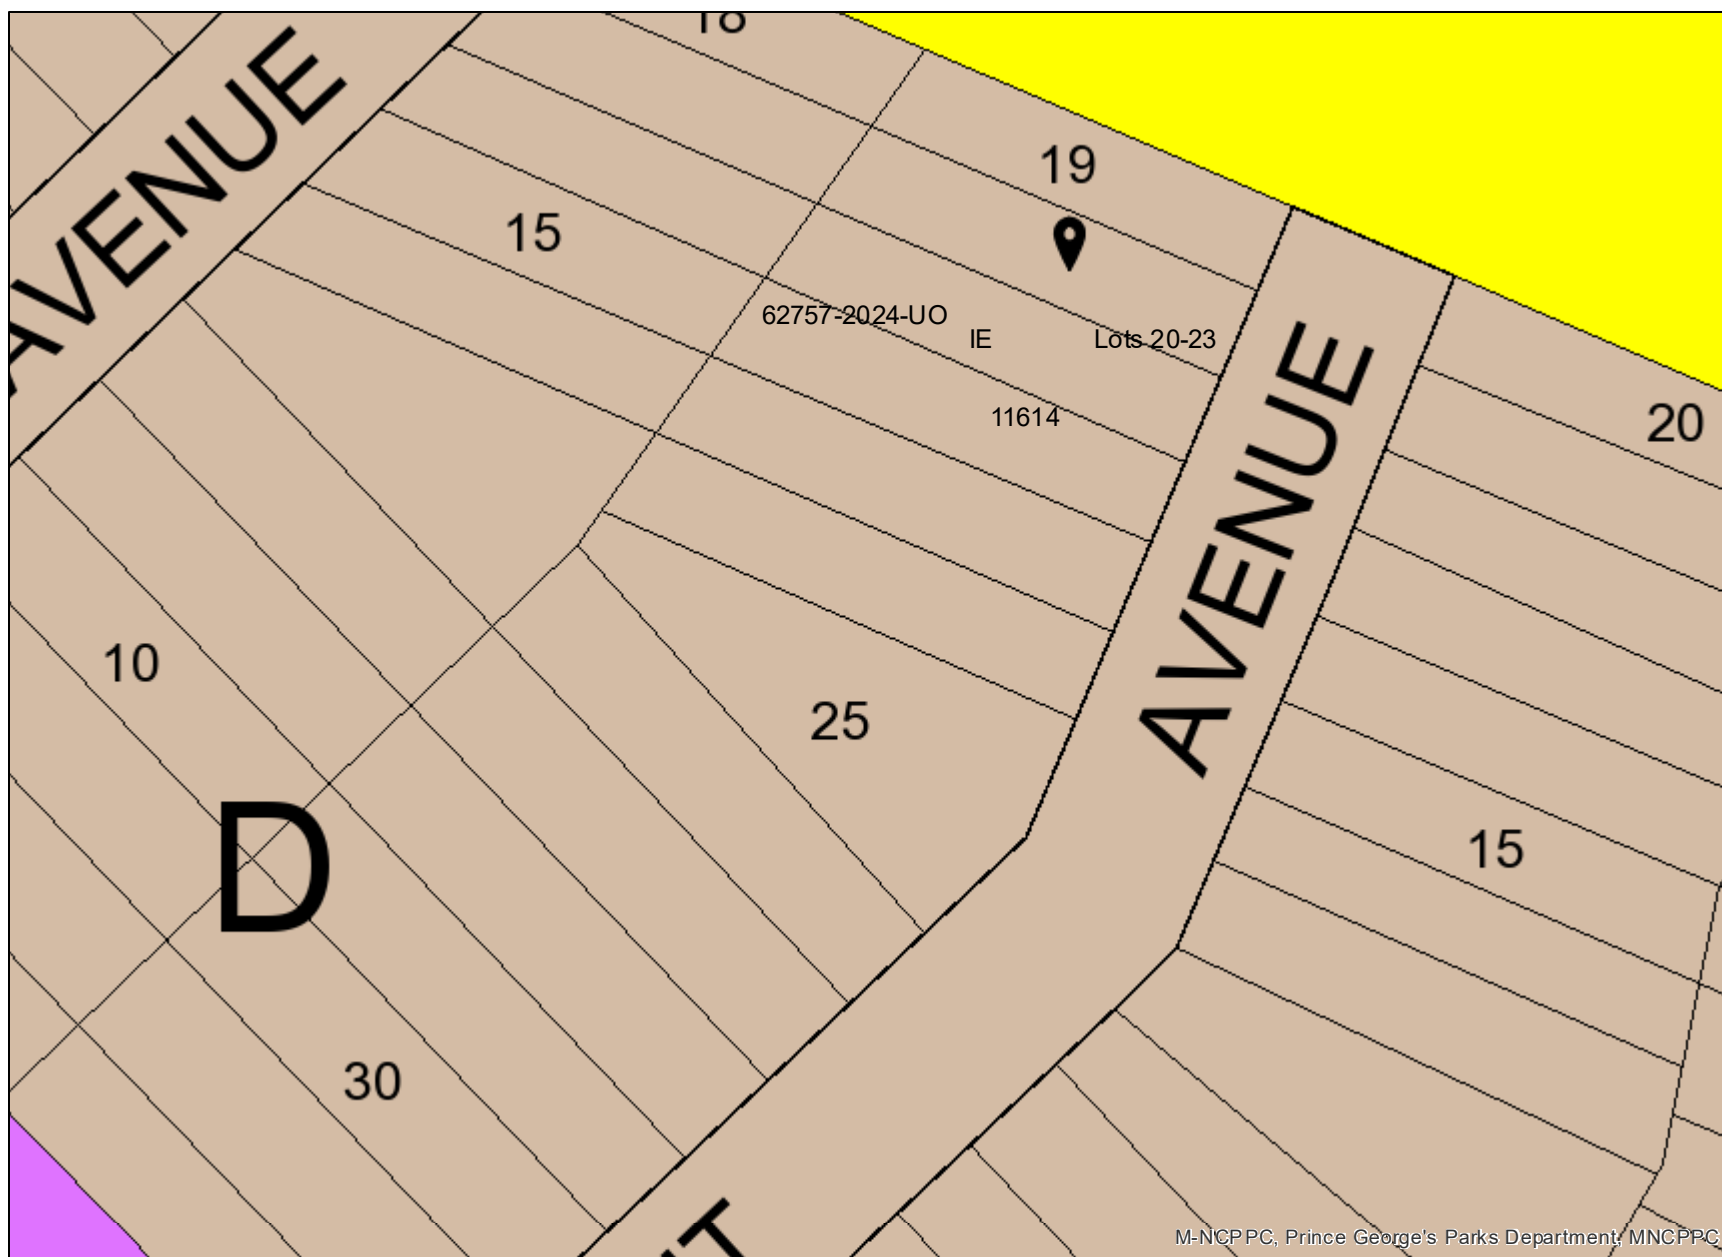 18
AVENUE
19
15
62757-2024-UO
IE
Lots 20-23
11614
AVENUE
20
10
25
15
D
30
M-NCPPC, Prince George's Parks Department, MNCPPC